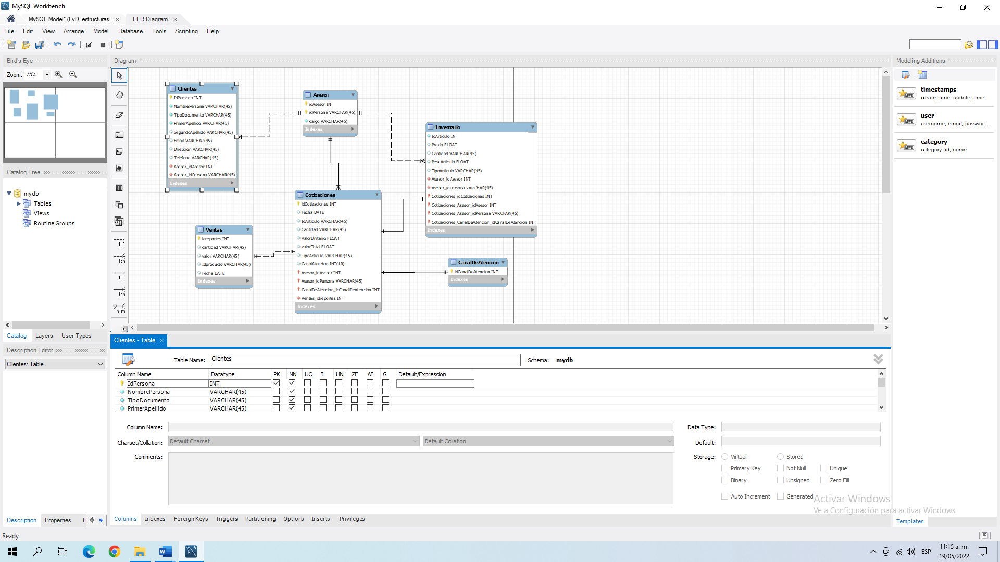 MySQL Workbench
MySQL Model* (EyD_estructuras....
EER Diagram
File Edit View Arrange Model Database Tools Scripting Help
Bird's Eye
Zoom: 75%
Catalog Tree
mydb
Tables
Views
Routine Groups
Catalog Layers User Types
Description Editor
Clientes: Table
Description Properties H
Diagram
1:1
1:n
1:1
1:n
n:m
Clientes
IdPersona INT
NombrePersona VARCHAR(45)
TipoDocumento VARCHAR(45)
PrimerApellido VARCHAR(45)
SegundoApellido VARCHAR(45)
Email VARCHAR(45)
Direccion VARCHAR(45)
Telefono VARCHAR(45)
Asesor_idAsesor INT
Asesor_idPersona VARCHAR(45)
Indexes
Asesor
idAsesor INT
idPersona VARCHAR(45)
cargo VARCHAR(45)
Indexes
Inventario
IdArticulo INT
Precio FLOAT
Cantidad VARCHAR(45)
PesoArticulo FLOAT
TipoArticulo VARCHAR(45)
Asesor_idAsesor INT
Asesor_idPersona VARCHAR(45)
Cotizaciones_idCotizaciones INT
Cotizaciones_Asesor_idAsesor INT
Cotizaciones_Asesor_idPersona VARCHAR(45)
Cotizaciones_CanalDeAtencion_idCanalDeAtencion INT
Indexes
Cotizaciones
idCotizaciones INT
Fecha DATE
IdArticulo VARCHAR(45)
Cantidad VARCHAR(45)
ValorUnitario FLOAT
valorTotal FLOAT
TipoArticulo VARCHAR(45)
CanalAtencion INT(10)
Asesor_idAsesor INT
Asesor_idPersona VARCHAR(45)
CanalDeAtencion_idCanalDeAtencion INT
Ventas_idreportes INT
Indexes
Ventas
idreportes INT
cantidad VARCHAR(45)
valor VARCHAR(45)
Idproducto VARCHAR(45)
Fecha DATE
Indexes
CanalDeAtencion
idCanalDeAtencion INT
Indexes
Modeling Additions
timestamps
create_time, update_time
user
username, email, passwor...
category
category_id, name
Templates
Clientes - Table
Table Name: Clientes Schema: mydb
Column Name Datatype PK NN UQ B UN ZF AI G Default/Expression
IdPersona INT
NombrePersona VARCHAR(45)
TipoDocumento VARCHAR(45)
PrimerApellido VARCHAR(45)
Column Name: Data Type:
Charset/Collation: Default Charset Default Collation Default:
Comments: Storage: Virtual Stored
Primary Key Not Null Unique
Binary Unsigned Zero Fill
Auto Increment Generated
Activar Windows
Ve a Configuración para activar Windows.
Columns Indexes Foreign Keys Triggers Partitioning Options Inserts Privileges
Ready
ESP
11:15 a. m.
19/05/2022